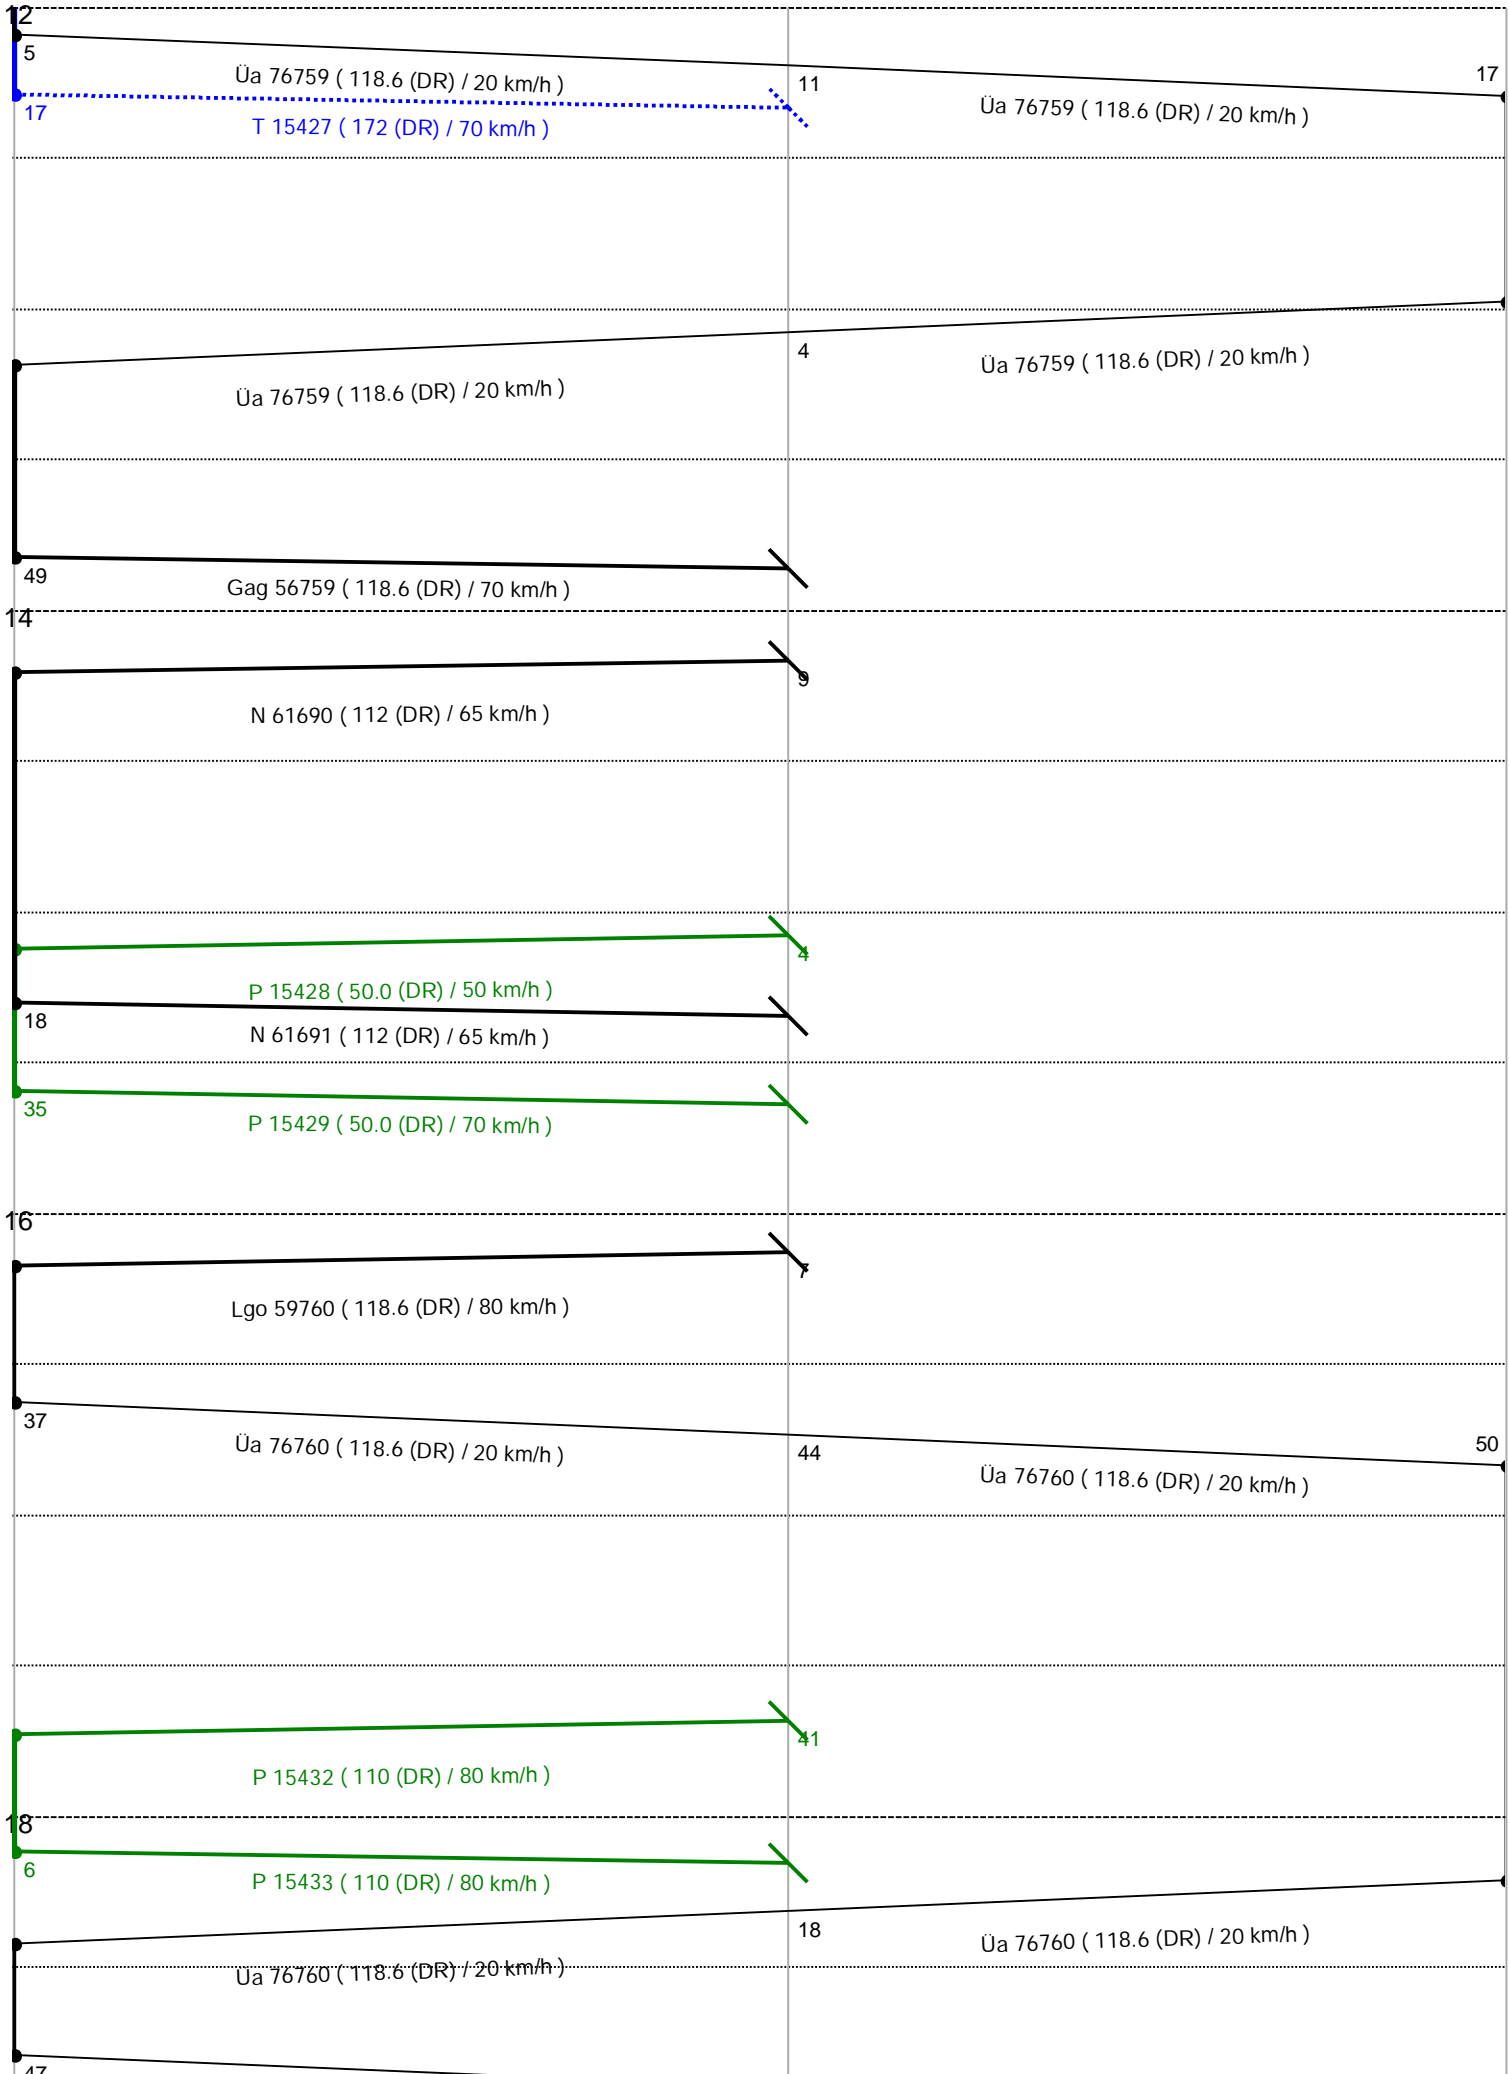 12
5
Üa 76759 ( 118.6 (DR) / 20 km/h )
11
17
Üa 76759 ( 118.6 (DR) / 20 km/h )
17
T 15427 ( 172 (DR) / 70 km/h )
4
Üa 76759 ( 118.6 (DR) / 20 km/h )
Üa 76759 ( 118.6 (DR) / 20 km/h )
49
Gag 56759 ( 118.6 (DR) / 70 km/h )
14
9
N 61690 ( 112 (DR) / 65 km/h )
4
P 15428 ( 50.0 (DR) / 50 km/h )
18
N 61691 ( 112 (DR) / 65 km/h )
35
P 15429 ( 50.0 (DR) / 70 km/h )
16
7
Lgo 59760 ( 118.6 (DR) / 80 km/h )
37
Üa 76760 ( 118.6 (DR) / 20 km/h )
44
50
Üa 76760 ( 118.6 (DR) / 20 km/h )
41
P 15432 ( 110 (DR) / 80 km/h )
18
6
P 15433 ( 110 (DR) / 80 km/h )
18
Üa 76760 ( 118.6 (DR) / 20 km/h )
Üa 76760 ( 118.6 (DR) / 20 km/h )
47